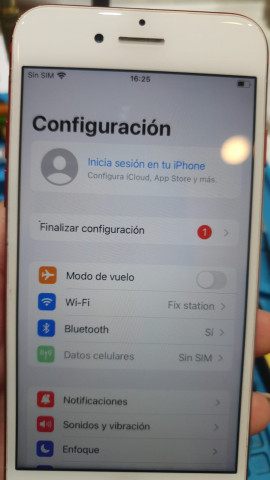 Sin SIM
16:25
Configuración
Inicia sesión en tu iPhone
Configura iCloud, App Store y más.
Finalizar configuración
1
Modo de vuelo
Wi-Fi
Fix station
Bluetooth
Sí
Datos celulares
Sin SIM
Notificaciones
Sonidos y vibración
Enfoque